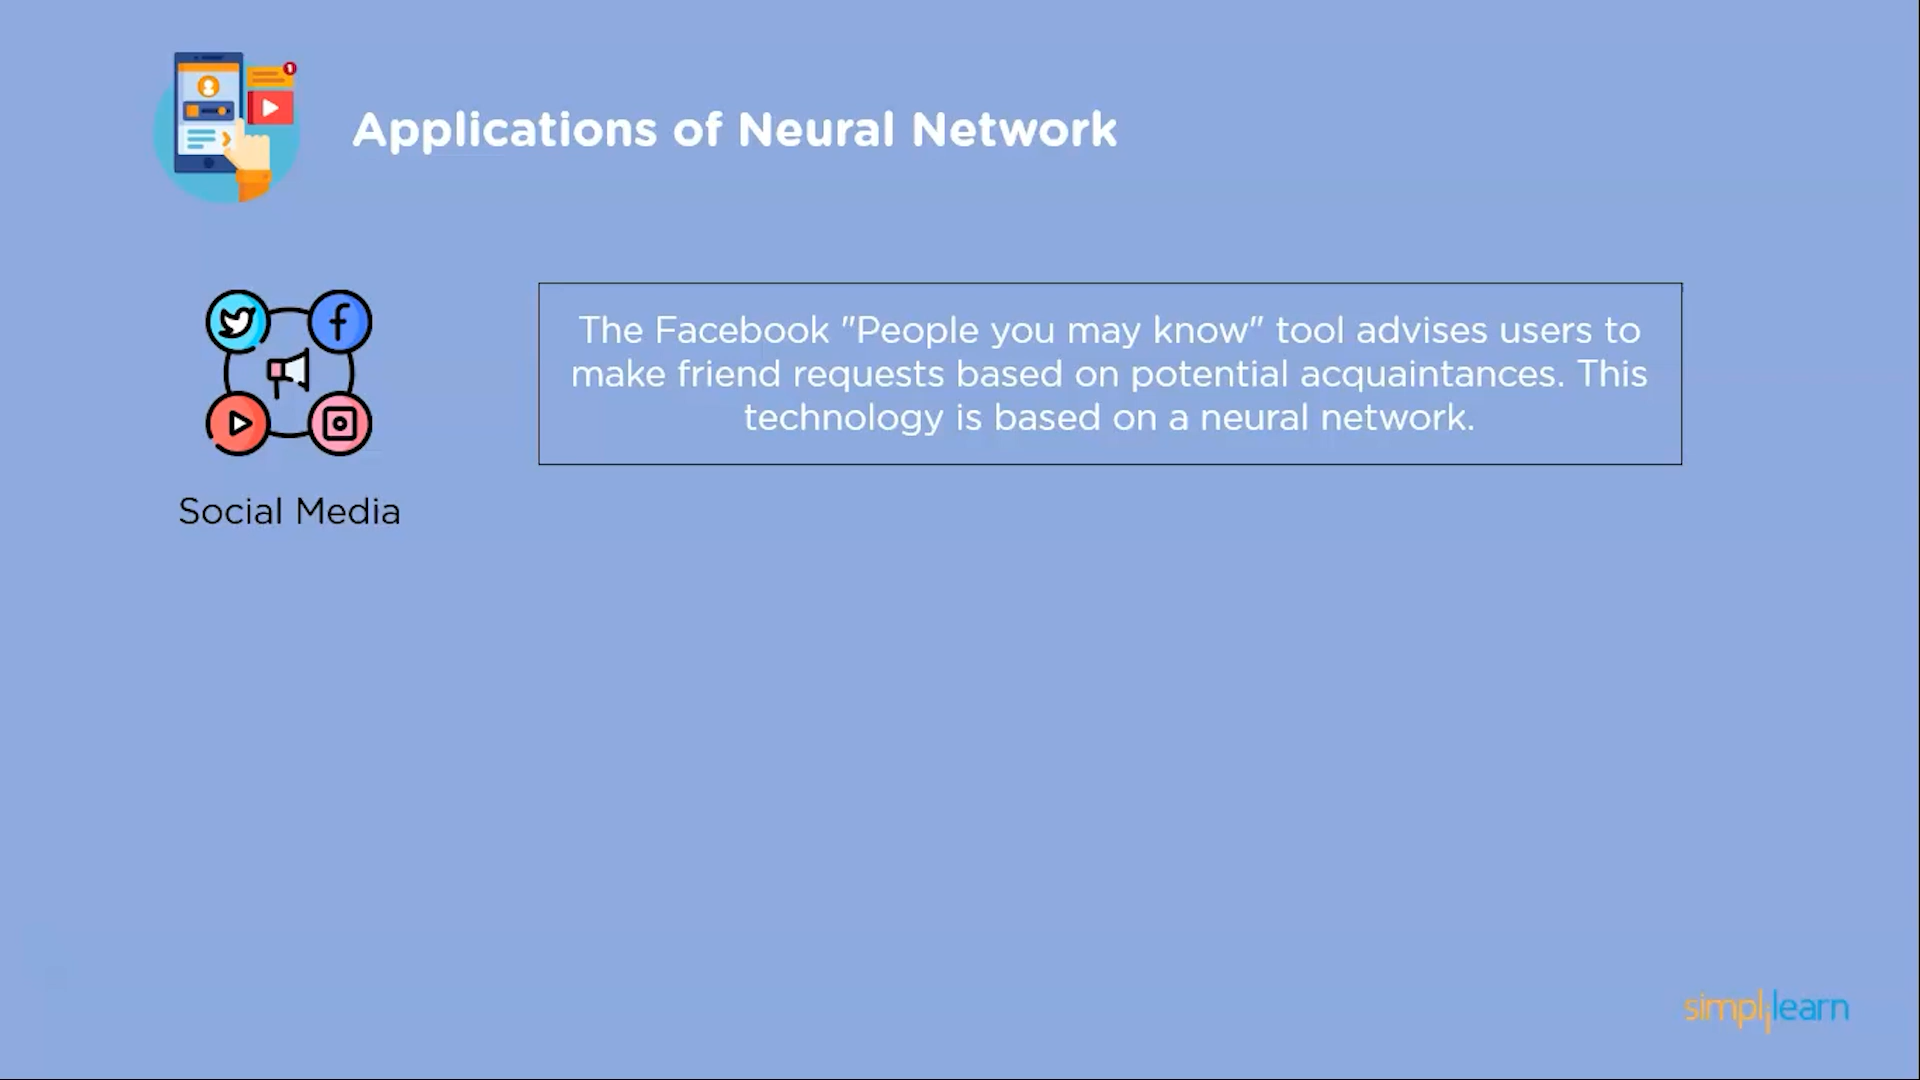 Applications of Neural Network
The Facebook "People you may know" tool advises users to
make friend requests based on potential acquaintances. This
technology is based on a neural network.
Social Media
simplilearn